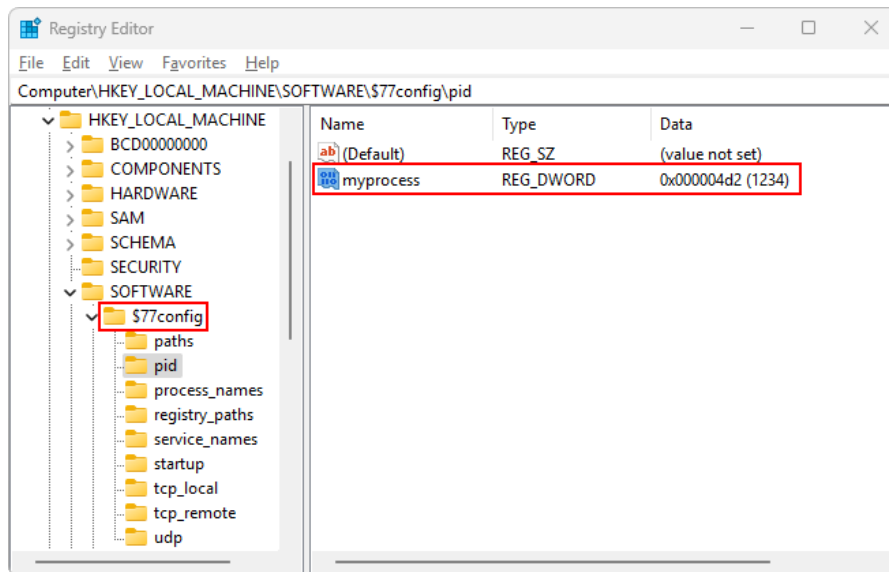 Registry Editor
File Edit View Favorites Help
Computer\HKEY_LOCAL_MACHINE\SOFTWARE\$77config\pid
HKEY_LOCAL_MACHINE
BCD00000000
COMPONENTS
HARDWARE
SAM
SCHEMA
SECURITY
SOFTWARE
$77config
paths
pid
process_names
registry_paths
service_names
startup
tcp_local
tcp_remote
udp
Name Type Data
ab (Default) REG_SZ (value not set)
myprocess REG_DWORD 0x000004d2 (1234)